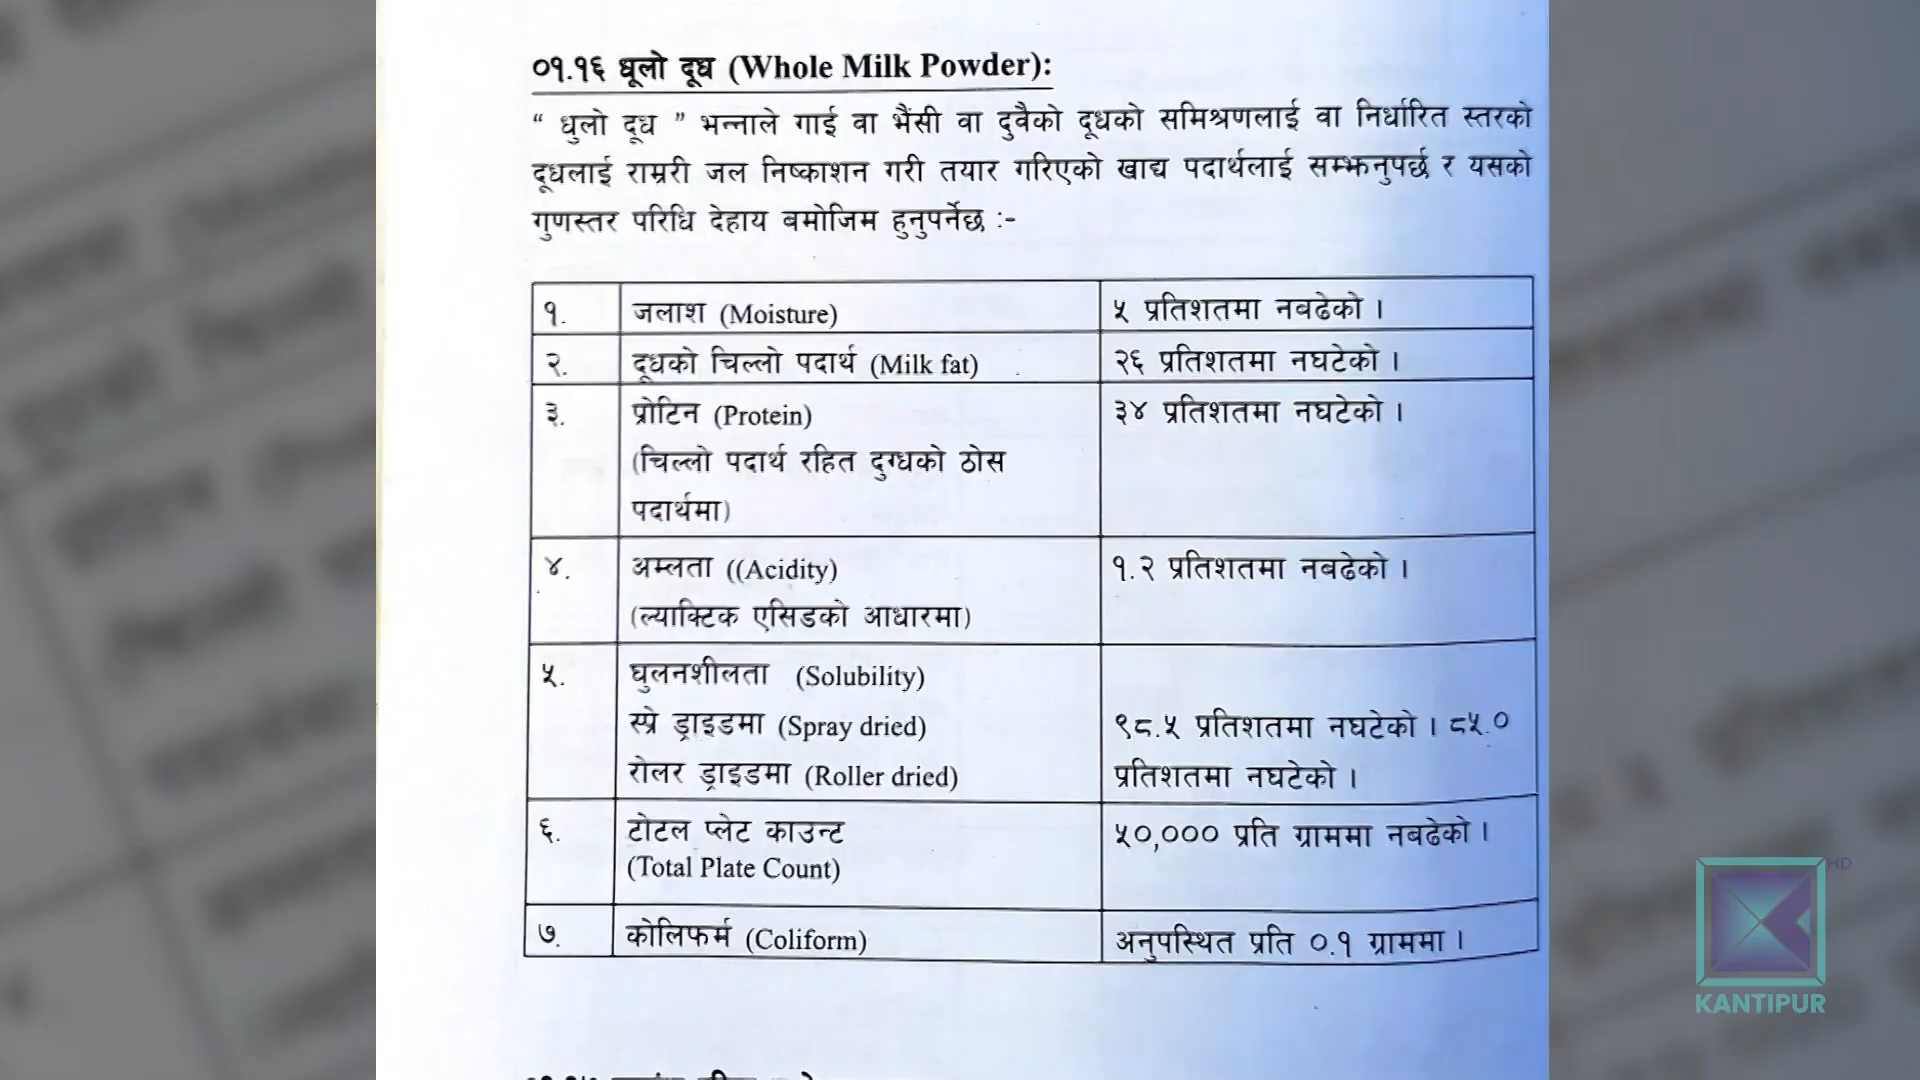 ०१.१६ धूलो दूध (Whole Milk Powder):
“ धुलो दूध ” भन्नाले गाई वा भैंसी वा दुवैको दूधको समिश्रणलाई वा निर्धारित स्तरको
दूधलाई राम्ररी जल निष्काशन गरी तयार गरिएको खाद्य पदार्थलाई सम्झनुपर्छ र यसको
गुणस्तर परिधि देहाय बमोजिम हुनुपर्नेछ :-
१. जलाश (Moisture) ५ प्रतिशतमा नबढेको ।
२. दूधको चिल्लो पदार्थ (Milk fat) २६ प्रतिशतमा नघटेको ।
३. प्रोटिन (Protein) ३४ प्रतिशतमा नघटेको ।
(चिल्लो पदार्थ रहित दुग्धको ठोस
पदार्थमा)
४. अम्लता ((Acidity) १.२ प्रतिशतमा नबढेको ।
(ल्याक्टिक एसिडको आधारमा)
५. घुलनशीलता (Solubility)
स्प्रे ड्राइडमा (Spray dried) ९८.५ प्रतिशतमा नघटेको । ८५.०
रोलर ड्राइडमा (Roller dried) प्रतिशतमा नघटेको ।
६. टोटल प्लेट काउन्ट ५०,००० प्रति ग्राममा नबढेको ।
(Total Plate Count)
७. कोलिफर्म (Coliform) अनुपस्थित प्रति ०.१ ग्राममा ।
HD
KANTIPUR